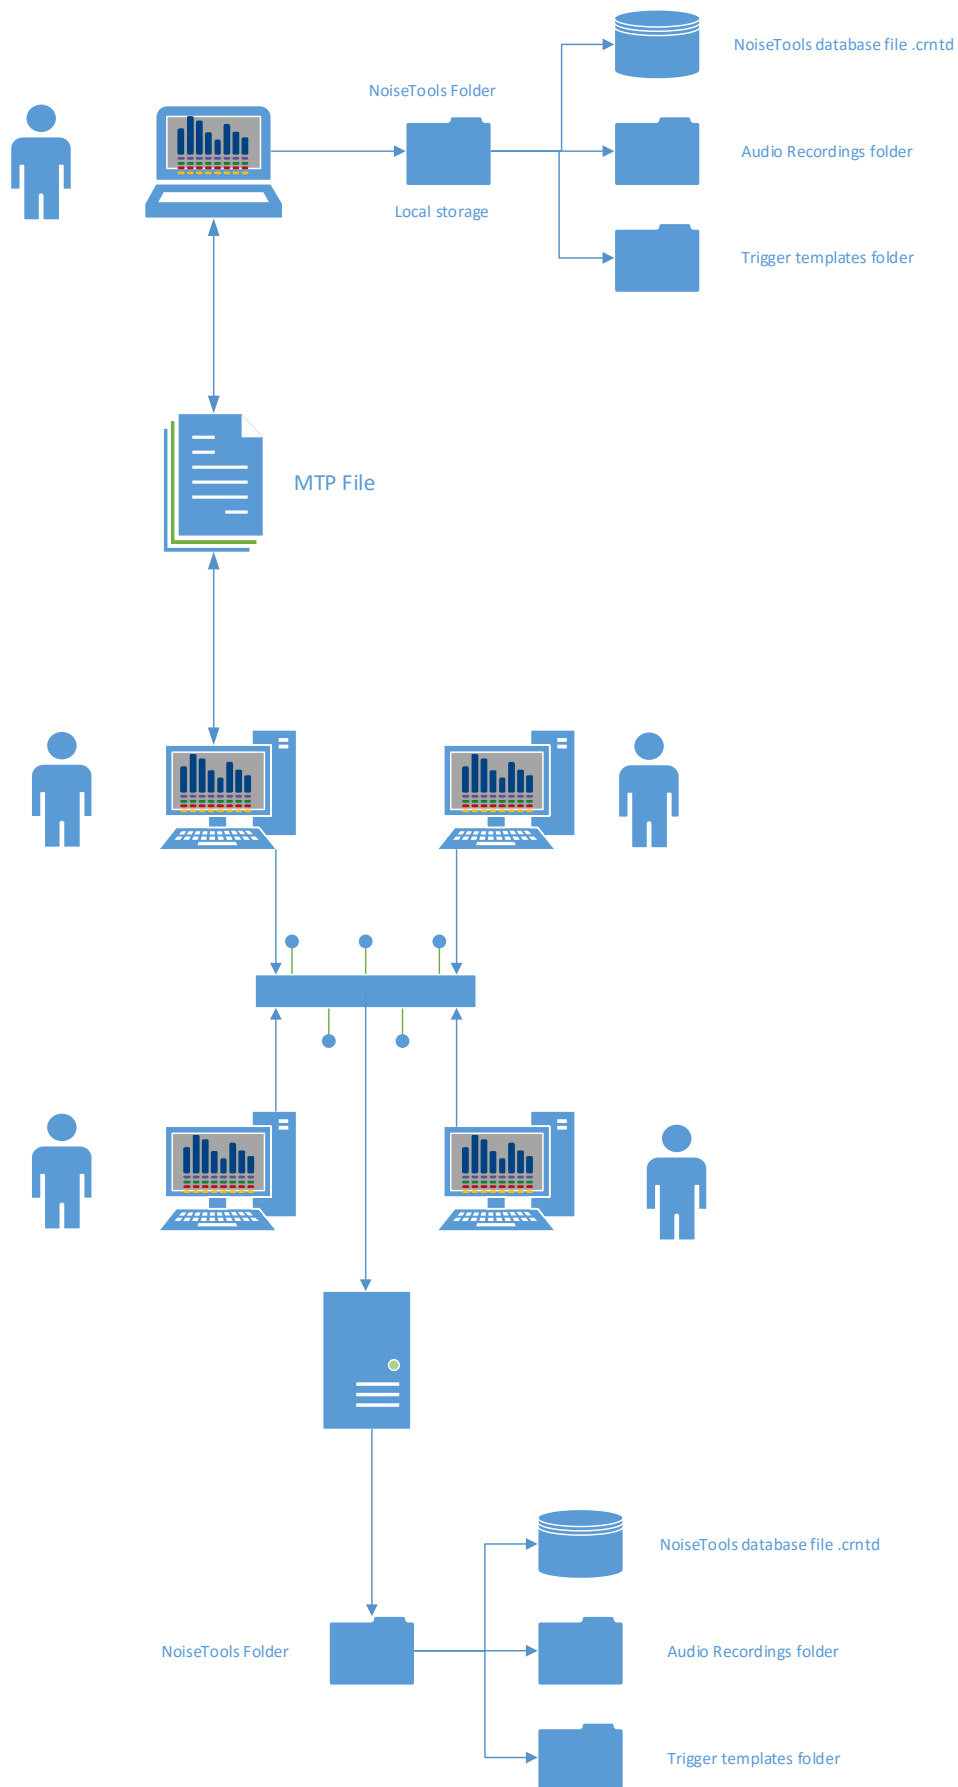 NoiseTools database file .crntd
NoiseTools Folder
Audio Recordings folder
Local storage
Trigger templates folder
MTP File
NoiseTools database file .crntd
NoiseTools Folder
Audio Recordings folder
Trigger templates folder